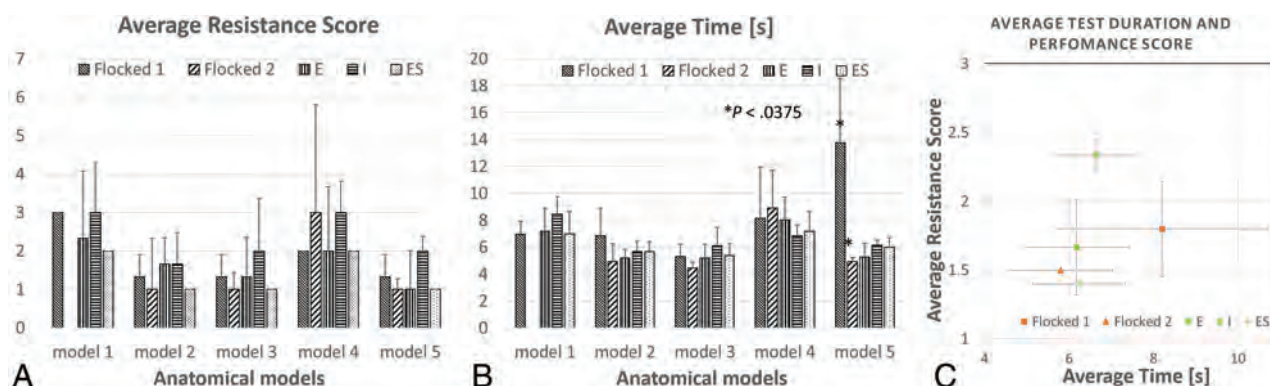 Average Resistance Score
7
Flocked 1 Flocked 2 E I ES
6
5
4
3
2
1
0
model 1 model 2 model 3 model 4 model 5
A
Anatomical models
Average Time [s]
20
18
Flocked 1 Flocked 2 E I ES
16
*P < .0375
*
14
12
10
8
*
6
4
2
0
model 1 model 2 model 3 model 4 model 5
B
Anatomical models
AVERAGE TEST DURATION AND
PERFOMANCE SCORE
Average Resistance Score
3
2.5
2
1.5
Flocked 1 Flocked 2 E I ES
1
4 6 8 10
C
Average Time [s]